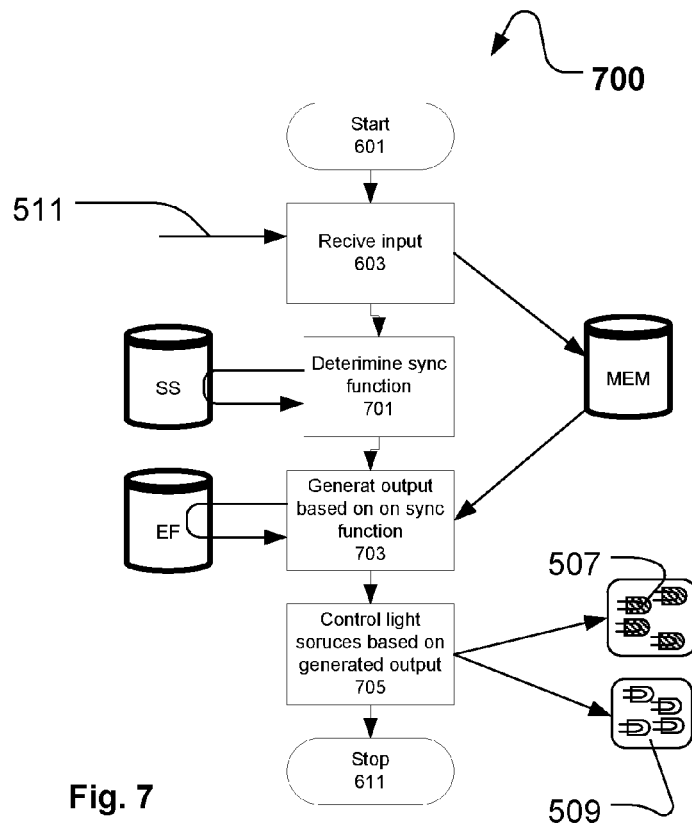 700
Start
601
511
Recive input
603
SS
Deterimine sync
function
701
MEM
EF
Generat output
based on on sync
function
703
507
Control light
soruces based on
generated output
705
Stop
611
Fig. 7
509